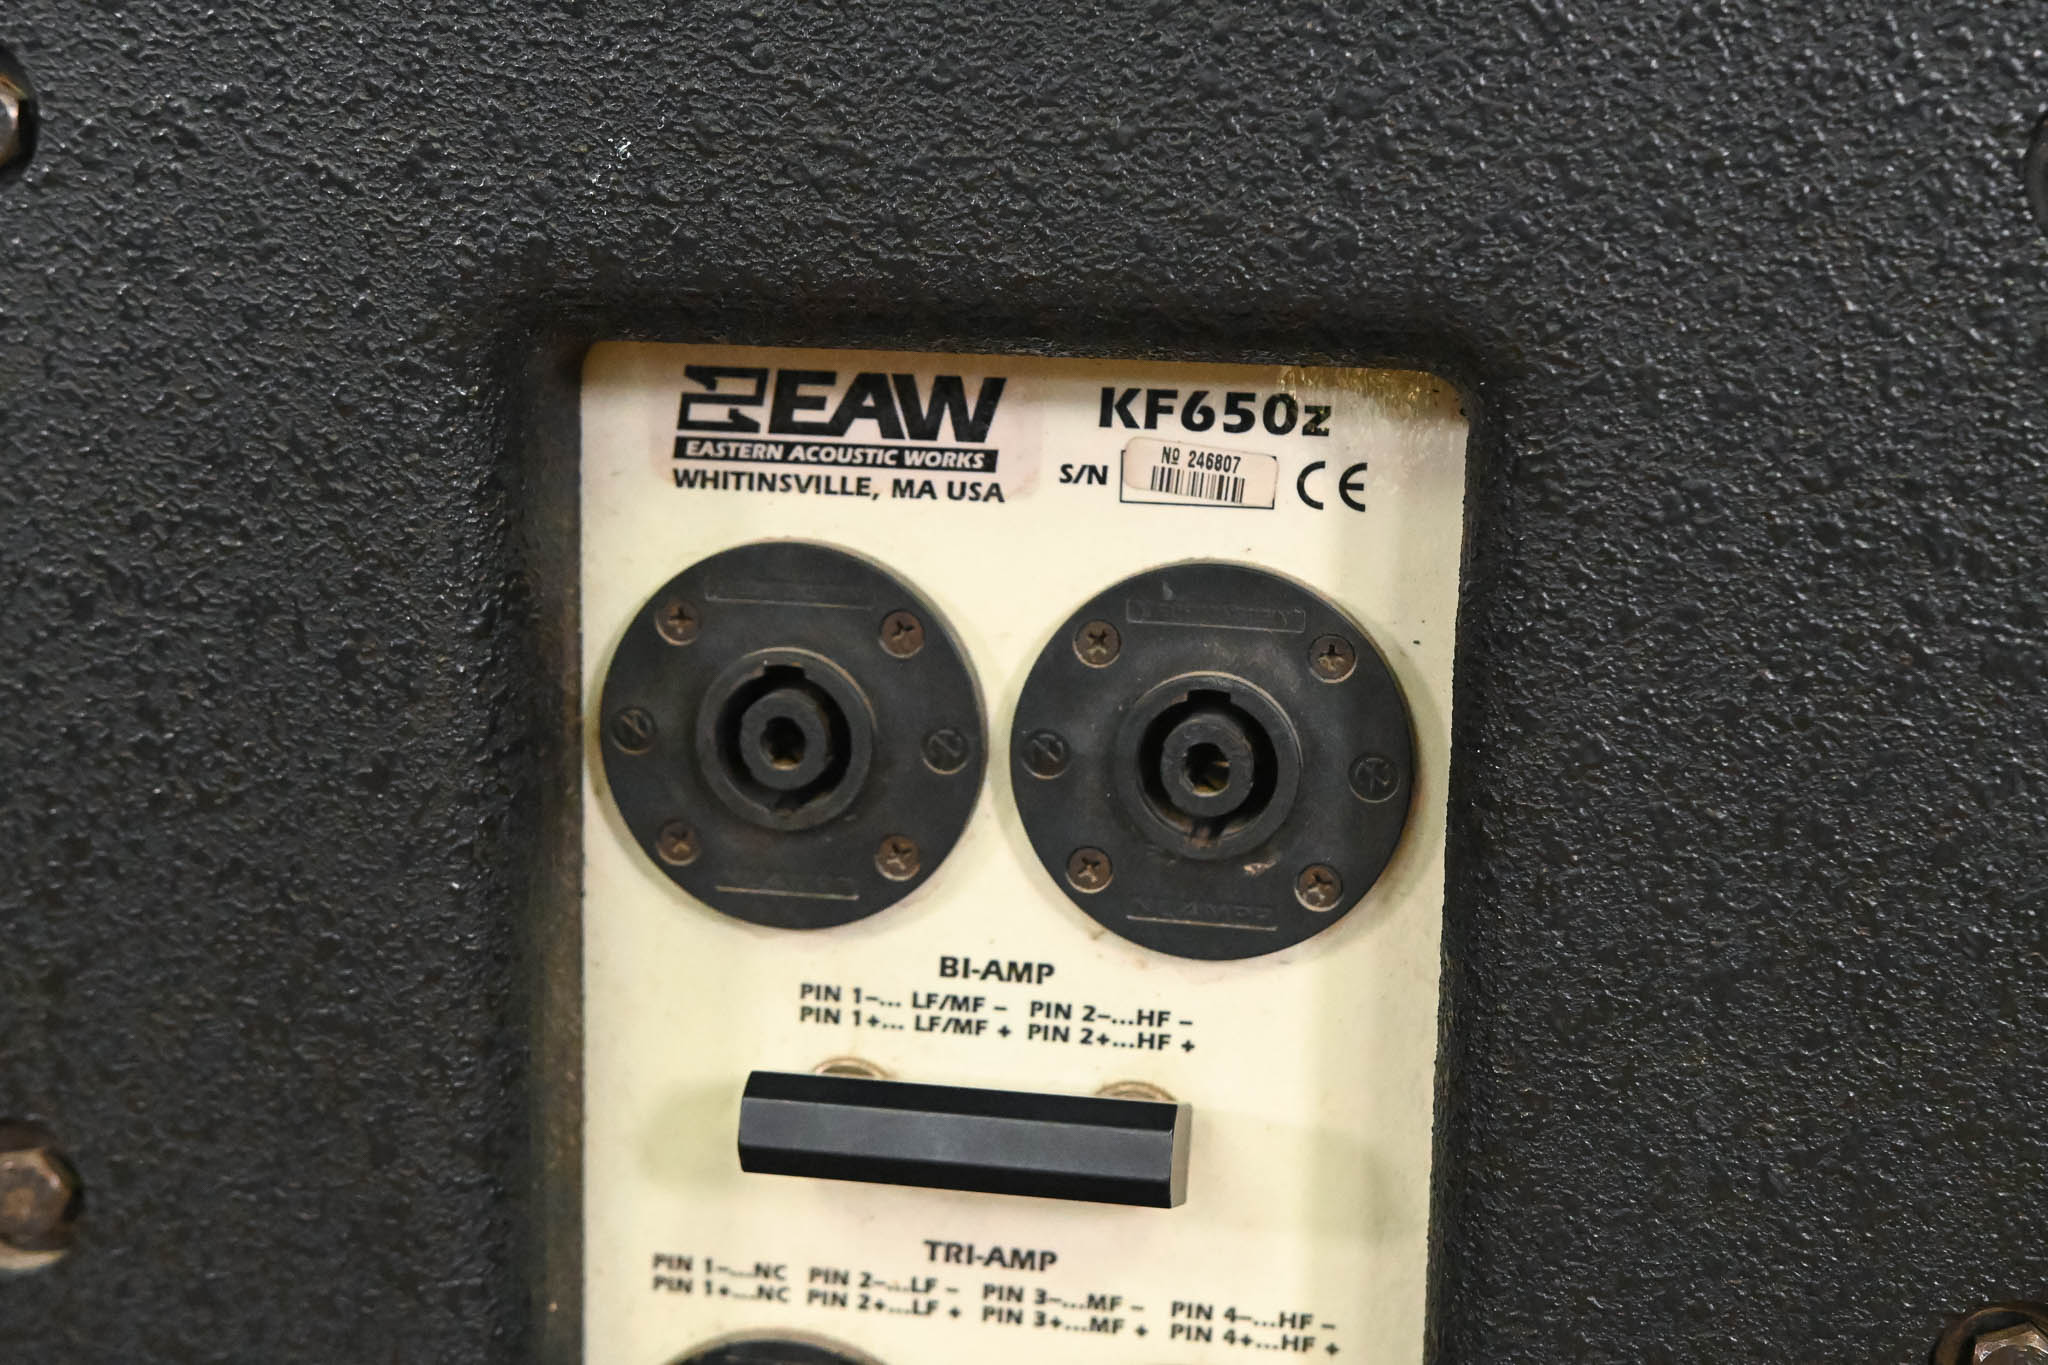 EAW
EASTERN ACOUSTIC WORKS
WHITINSVILLE, MA USA
KF650z
S/N
№ 246807
CE
BI-AMP
PIN 1–... LF/MF – PIN 2–...HF –
PIN 1+... LF/MF + PIN 2+...HF +
TRI-AMP
PIN 1–...NC PIN 2–...LF – PIN 3–...MF – PIN 4–...HF –
PIN 1+...NC PIN 2+...LF + PIN 3+...MF + PIN 4+...HF +